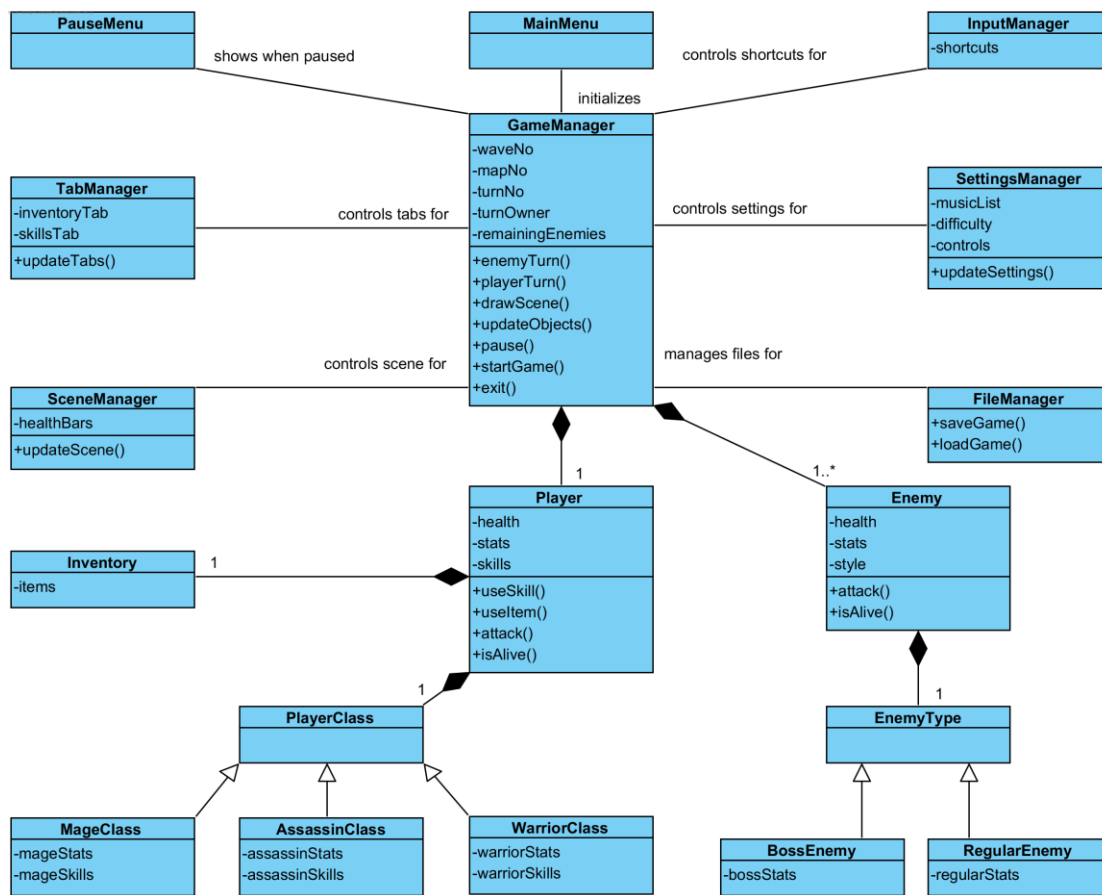 PauseMenu
MainMenu
InputManager
-shortcuts
shows when paused
controls shortcuts for
initializes
GameManager
-waveNo
-mapNo
-turnNo
-turnOwner
-remainingEnemies
+enemyTurn()
+playerTurn()
+drawScene()
+updateObjects()
+pause()
+startGame()
+exit()
TabManager
-inventoryTab
-skillsTab
+updateTabs()
controls tabs for
controls settings for
SettingsManager
-musicList
-difficulty
-controls
+updateSettings()
controls scene for
manages files for
SceneManager
-healthBars
+updateScene()
FileManager
+saveGame()
+loadGame()
1
1..*
Player
-health
-stats
-skills
+useSkill()
+useItem()
+attack()
+isAlive()
Enemy
-health
-stats
-style
+attack()
+isAlive()
Inventory
-items
1
1
1
PlayerClass
EnemyType
MageClass
-mageStats
-mageSkills
AssassinClass
-assassinStats
-assassinSkills
WarriorClass
-warriorStats
-warriorSkills
BossEnemy
-bossStats
RegularEnemy
-regularStats